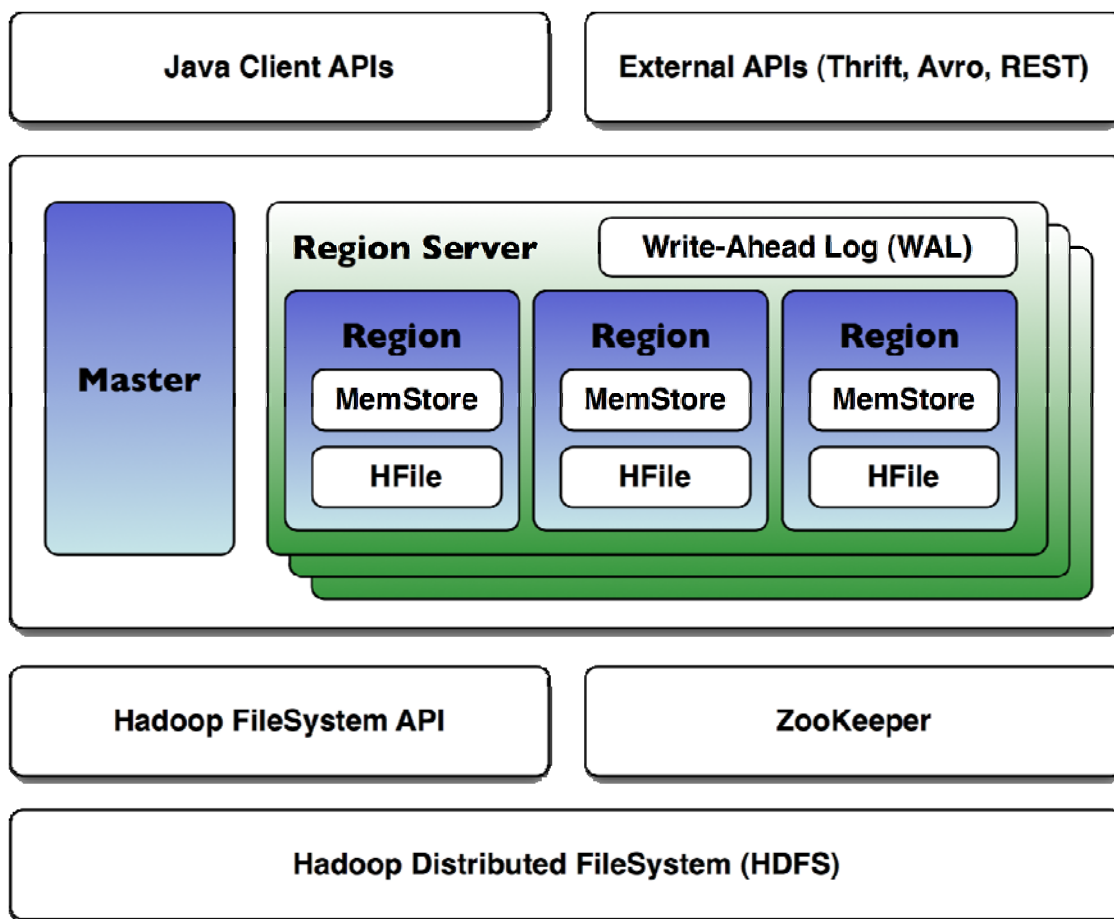 Java Client APIs
External APIs (Thrift, Avro, REST)
Master
Region Server
Write-Ahead Log (WAL)
Region
Region
Region
MemStore
MemStore
MemStore
HFile
HFile
HFile
Hadoop FileSystem API
ZooKeeper
Hadoop Distributed FileSystem (HDFS)